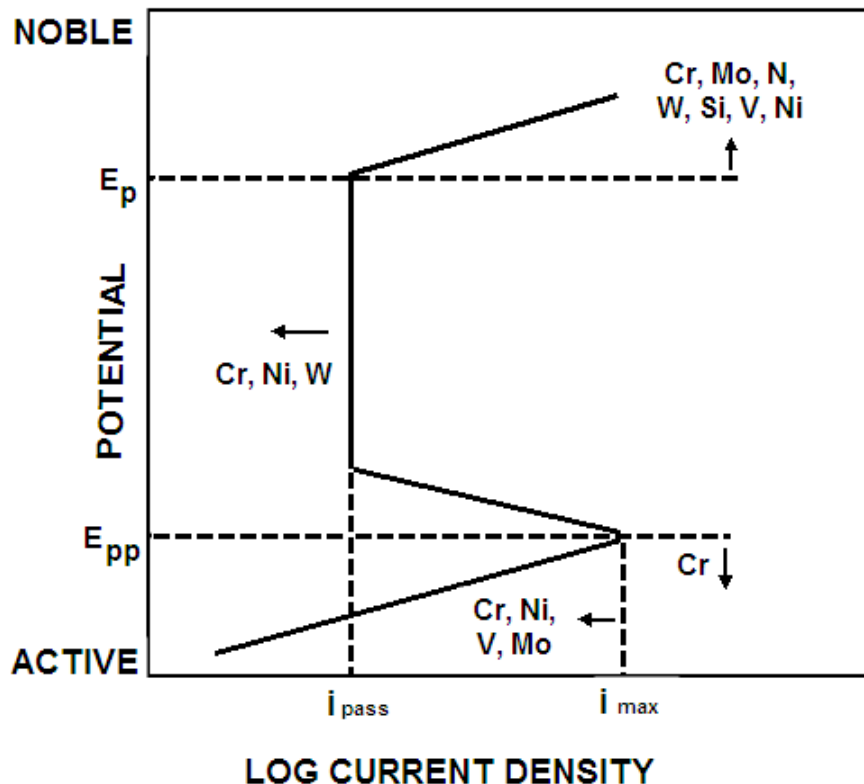 NOBLE
Cr, Mo, N,
W, Si, V, Ni
Ep
POTENTIAL
Cr, Ni, W
Epp
Cr
Cr, Ni,
V, Mo
ACTIVE
i pass
i max
LOG CURRENT DENSITY